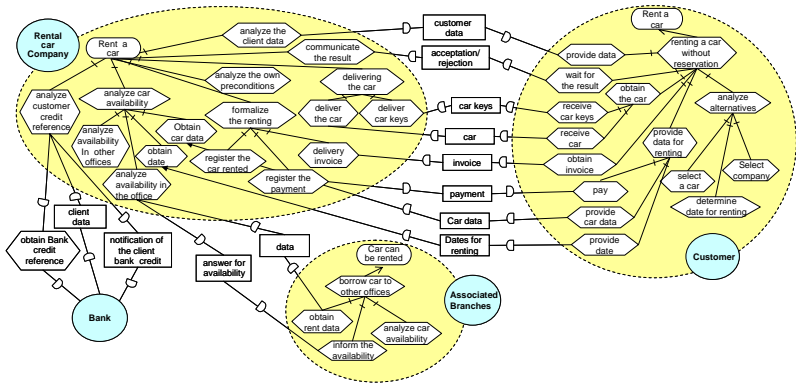 Rental
car
Company
Rent a
car
analyze the
client data
communicate
the result
analyze the own
preconditions
delivering
the car
analyze
customer
credit
reference
analyze car
availability
formalize
the renting
deliver
the car
deliver
car keys
analyze
availability
In other
offices
Obtain
car data
obtain
date
register the
car rented
delivery
invoice
analyze
availability in
the office
register the
payment
customer
data
acceptation/
rejection
car keys
car
invoice
payment
Car data
Dates for
renting
Rent a
car
renting a car
without
reservation
provide data
wait for
the result
obtain
the car
analyze
alternatives
receive
car keys
receive
car
provide
data for
renting
obtain
invoice
select
a car
Select
company
pay
determine
date for renting
provide
car data
provide
date
Customer
client
data
obtain Bank
credit
reference
notification of
the client
bank credit
Bank
data
answer for
availability
Car can
be rented
borrow car to
other offices
obtain
rent data
analyze car
availability
inform the
availability
Associated
Branches